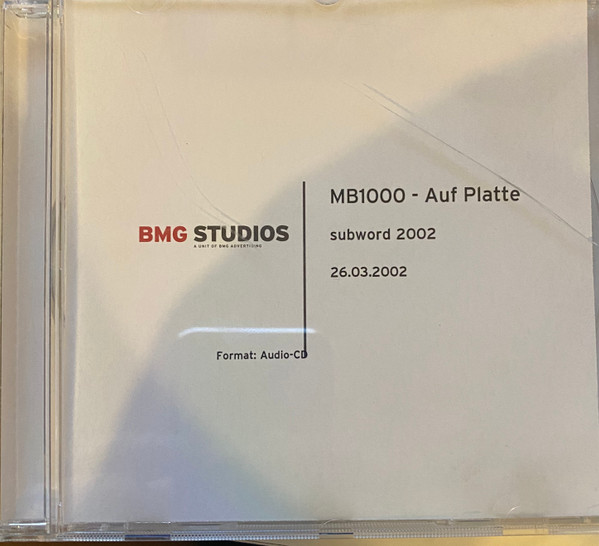 BMG STUDIOS
A UNIT OF BMG ADVERTISING
Format: Audio-CD
MB1000 - Auf Platte
subword 2002
26.03.2002